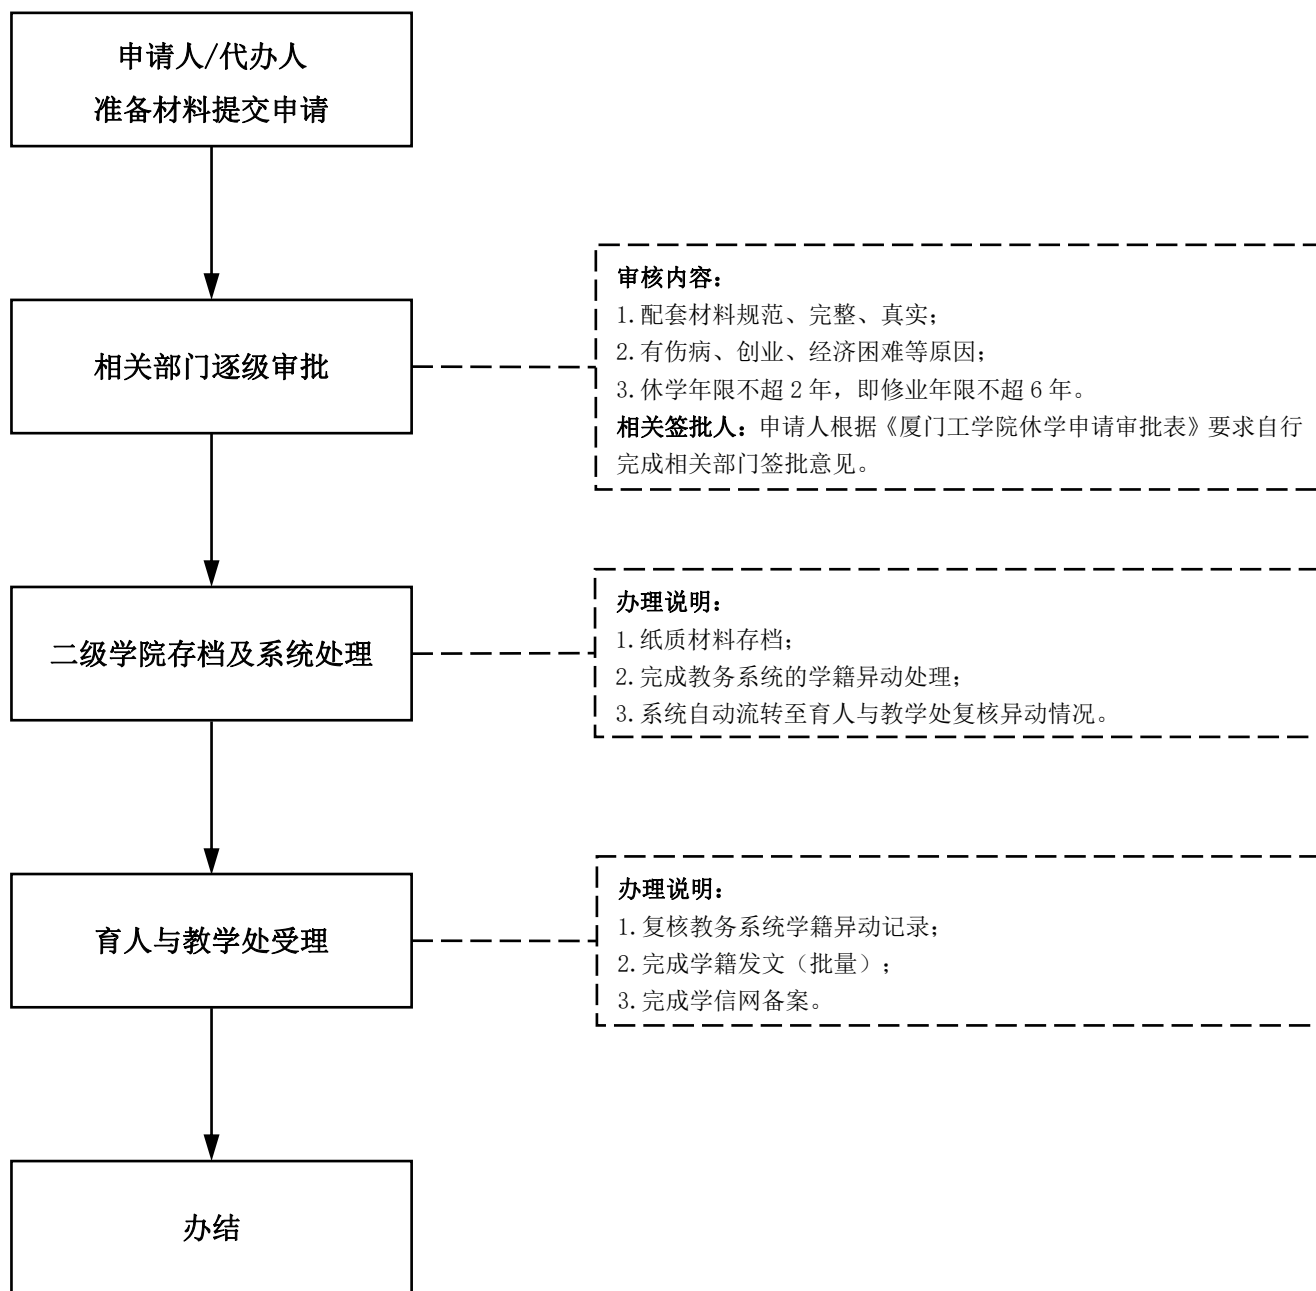 申请人/代办人
准备材料提交申请
相关部门逐级审批
审核内容：
1.配套材料规范、完整、真实；
2.有伤病、创业、经济困难等原因；
3.休学年限不超 2 年，即修业年限不超 6 年。
相关签批人：申请人根据《厦门工学院休学申请审批表》要求自行
完成相关部门签批意见。
二级学院存档及系统处理
办理说明：
1.纸质材料存档；
2.完成教务系统的学籍异动处理；
3.系统自动流转至育人与教学处复核异动情况。
育人与教学处受理
办理说明：
1.复核教务系统学籍异动记录；
2.完成学籍发文（批量）；
3.完成学信网备案。
办结